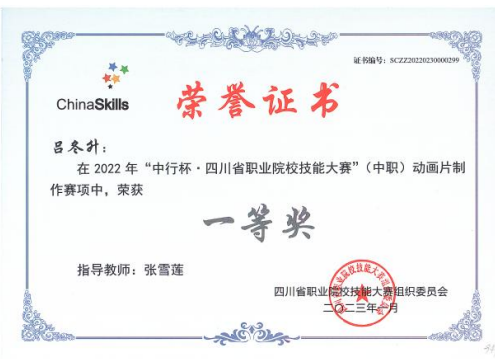 证书编号：SCZZ20220230000299
ChinaSkills
荣誉证书
吕冬升：
在 2022 年“中行杯·四川省职业院校技能大赛”（中职）动画片制
作赛项中，荣获
一等奖
指导教师：张雪莲
四川省职业院校技能大赛组织委员会
二〇二三年一月